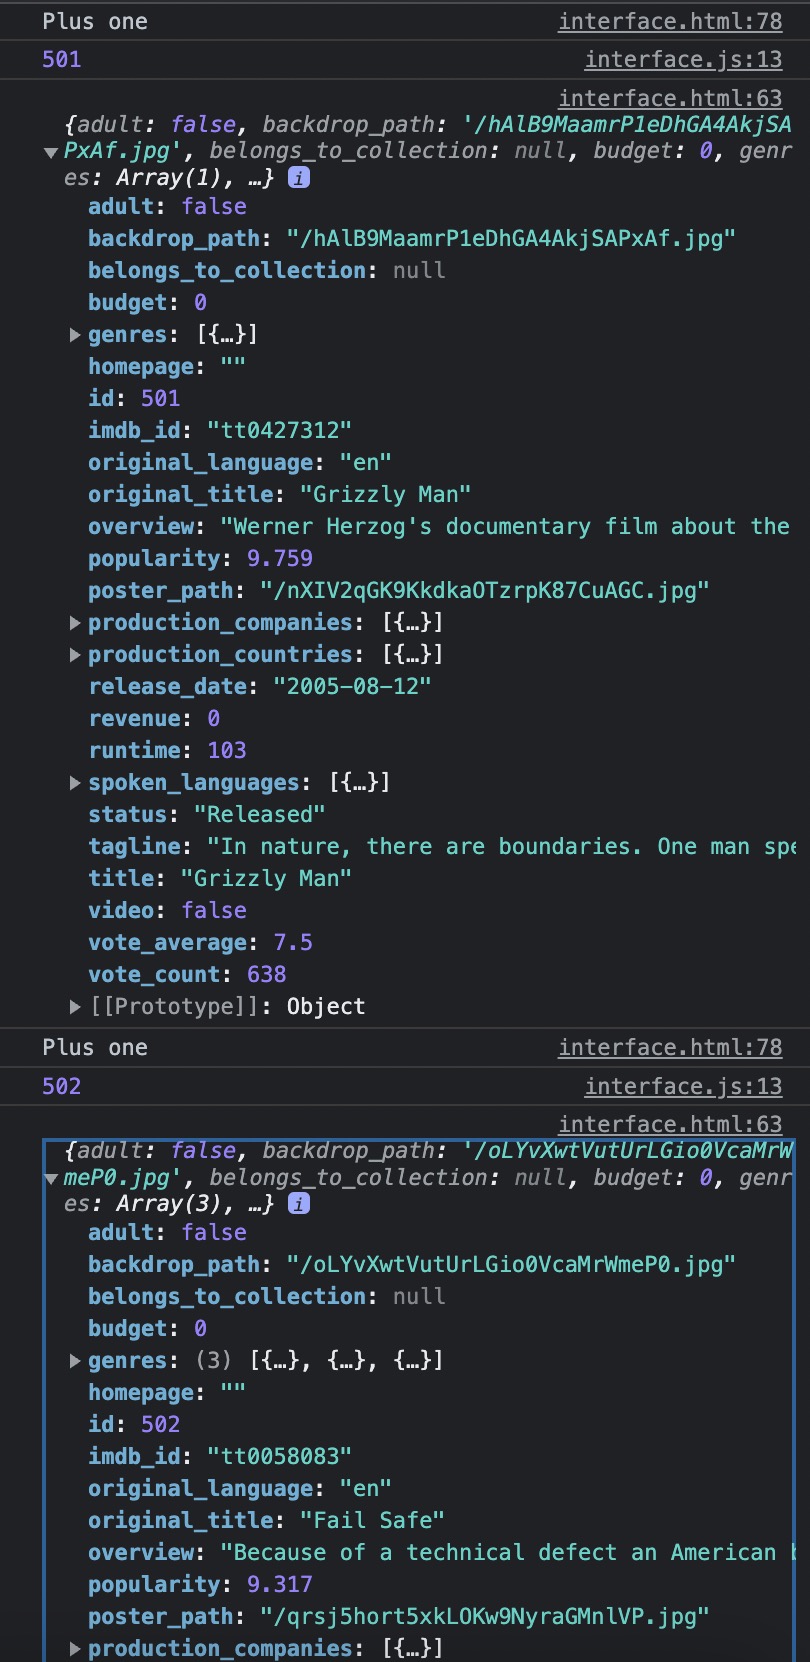 Plus one interface.html:78
501 interface.js:13
interface.html:63
{adult: false, backdrop_path: '/hAlB9MaamrP1eDhGA4AkjSA
PxAf.jpg', belongs_to_collection: null, budget: 0, genr
es: Array(1), …} i
adult: false
backdrop_path: "/hAlB9MaamrP1eDhGA4AkjSAPxAf.jpg"
belongs_to_collection: null
budget: 0
genres: [{…}]
homepage: ""
id: 501
imdb_id: "tt0427312"
original_language: "en"
original_title: "Grizzly Man"
overview: "Werner Herzog's documentary film about the
popularity: 9.759
poster_path: "/nXIV2qGK9KkdkaOTzrpK87CuAGC.jpg"
production_companies: [{…}]
production_countries: [{…}]
release_date: "2005-08-12"
revenue: 0
runtime: 103
spoken_languages: [{…}]
status: "Released"
tagline: "In nature, there are boundaries. One man spe
title: "Grizzly Man"
video: false
vote_average: 7.5
vote_count: 638
[[Prototype]]: Object
Plus one interface.html:78
502 interface.js:13
interface.html:63
{adult: false, backdrop_path: '/oLYvXwtVutUrLGio0VcaMrW
meP0.jpg', belongs_to_collection: null, budget: 0, genr
es: Array(3), …} i
adult: false
backdrop_path: "/oLYvXwtVutUrLGio0VcaMrWmeP0.jpg"
belongs_to_collection: null
budget: 0
genres: (3) [{…}, {…}, {…}]
homepage: ""
id: 502
imdb_id: "tt0058083"
original_language: "en"
original_title: "Fail Safe"
overview: "Because of a technical defect an American b
popularity: 9.317
poster_path: "/qrsj5hort5xkLOKw9NyraGMnlVP.jpg"
production_companies: [{…}]